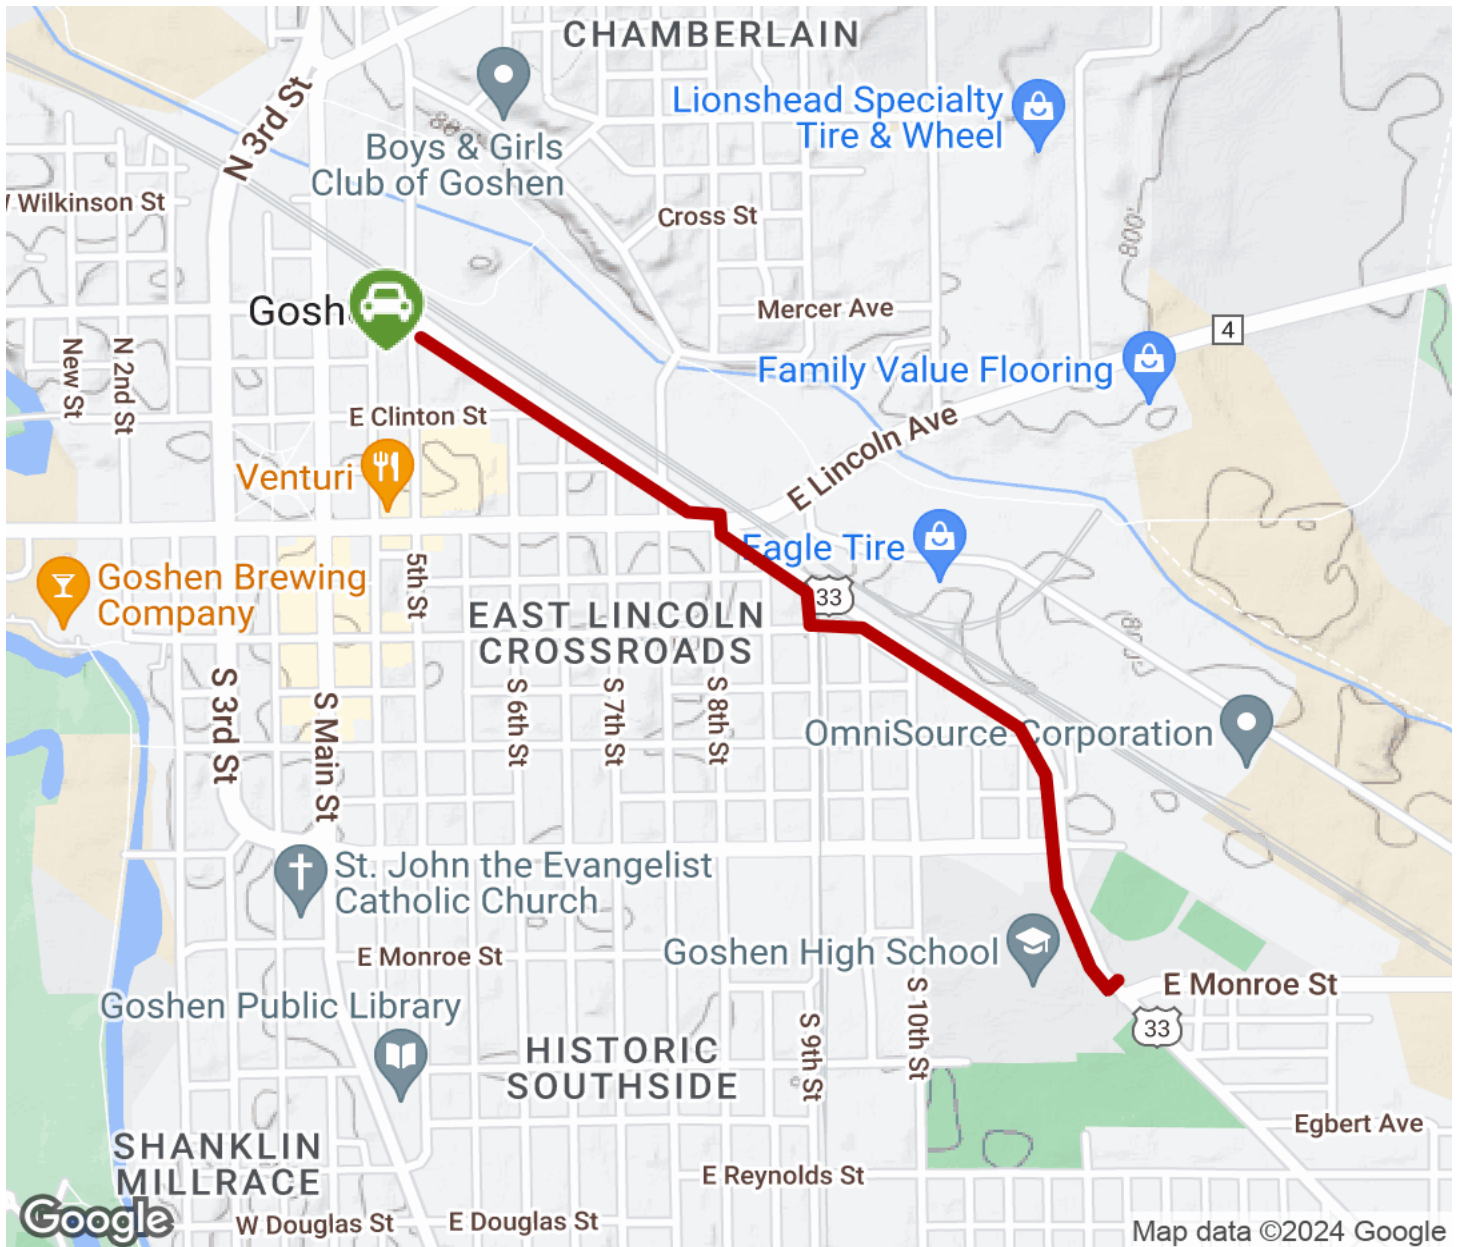 CHAMBERLAIN
N 3rd St
Lionshead Specialty
Tire & Wheel
800'
Boys & Girls
Club of Goshen
W Wilkinson St
Cross St
800'
Mercer Ave
4
New St
N 2nd St
Family Value Flooring
E Clinton St
E Lincoln Ave
Venturi
Eagle Tire
Goshen Brewing
Company
5th St
33
EAST LINCOLN
CROSSROADS
800'
S 3rd St
S Main St
S 6th St
S 7th St
S 8th St
OmniSource Corporation
St. John the Evangelist
Catholic Church
E Monroe St
Goshen High School
E Monroe St
Goshen Public Library
S 9th St
S 10th St
33
HISTORIC
SOUTHSIDE
Egbert Ave
SHANKLIN
MILLRACE
E Reynolds St
Google
W Douglas St
E Douglas St
Map data ©2024 Google